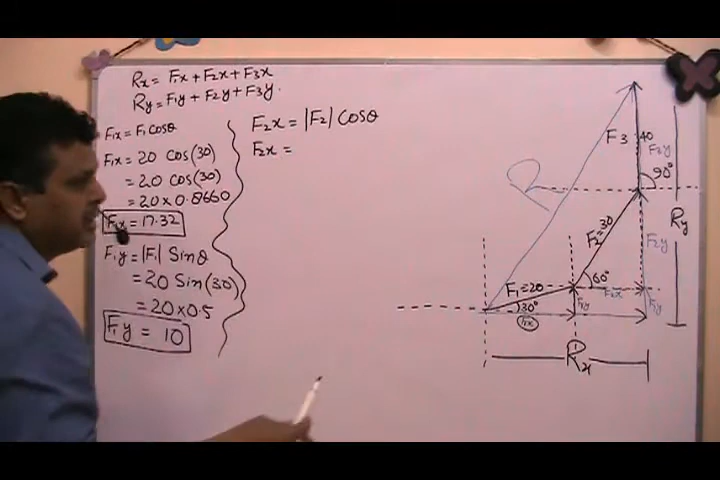 Rx = F1x + F2x + F3x
Ry = F1y + F2y + F3y.
F1x = F1 Cosθ
F1x = 20 Cos(30)
= 20 Cos(30)
= 20 x 0.8660
F1x = 17.32
F1y = |F1| Sinθ
= 20 Sin(30)
= 20 x 0.5
F1y = 10
F2x = |F2| Cosθ
F2x =
F3 40
F3y
90°
R
Ry
F2=30
F2y
60°
F1=20
F2x
30°
F1y
F1y
F1x
Rx